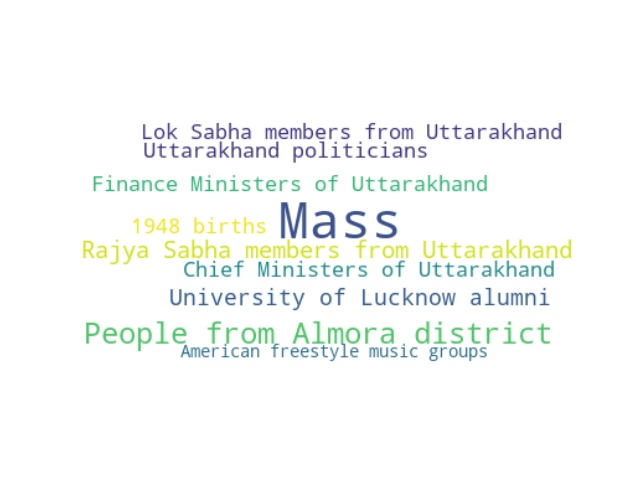 Lok Sabha members from Uttarakhand
Uttarakhand politicians
Finance Ministers of Uttarakhand
1948 births
Mass
Rajya Sabha members from Uttarakhand
Chief Ministers of Uttarakhand
University of Lucknow alumni
People from Almora district
American freestyle music groups